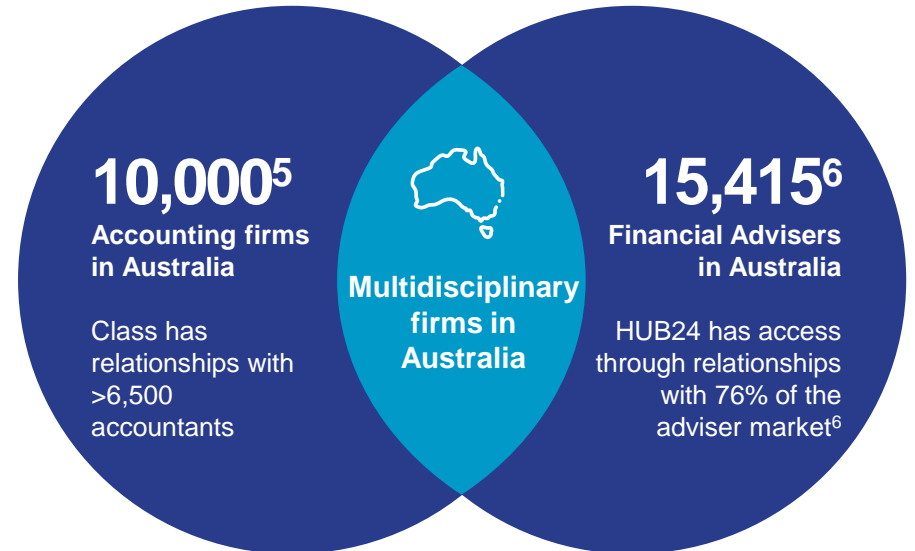 10,000⁵
Accounting firms
in Australia
Class has
relationships with
>6,500
accountants
Multidisciplinary
firms in
Australia
15,415⁶
Financial Advisers
in Australia
HUB24 has access
through relationships
with 76% of the
adviser market⁶